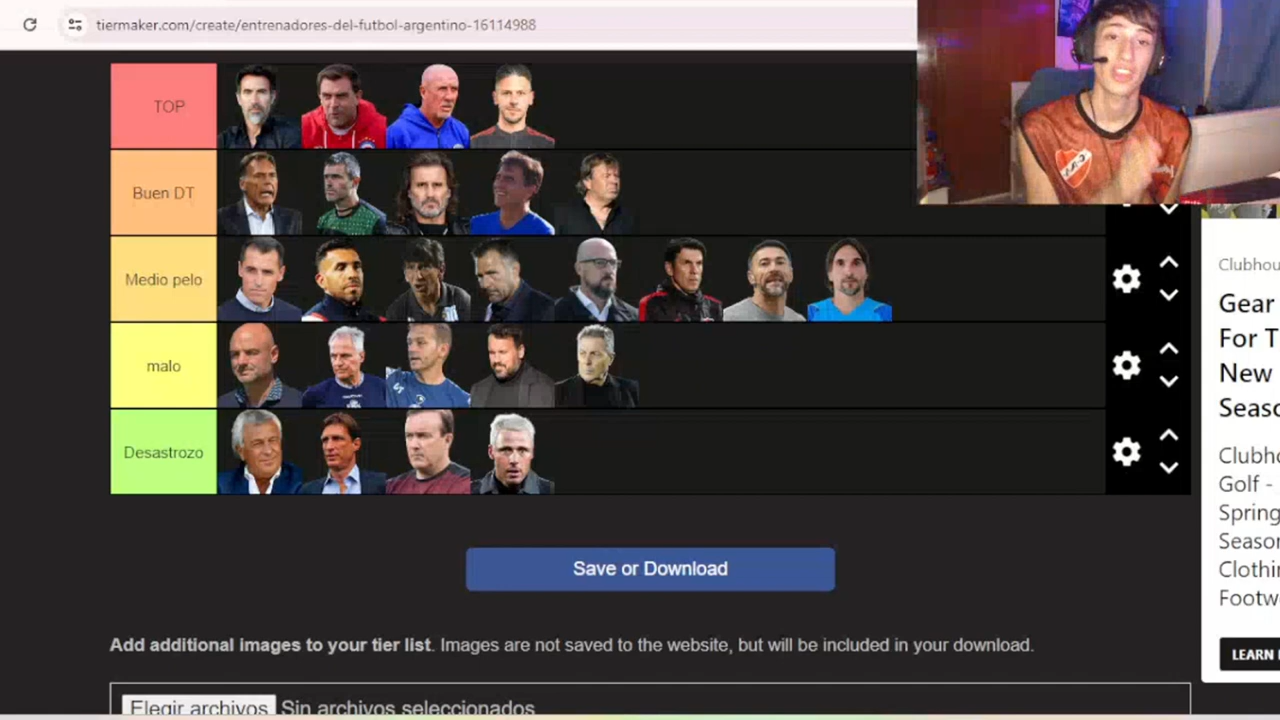 tiermaker.com/create/entrenadores-del-futbol-argentino-16114988
TOP
Buen DT
Medio pelo
malo
Desastrozo
Save or Download
Add additional images to your tier list. Images are not saved to the website, but will be included in your download.
Elegir archivos Sin archivos seleccionados
Clubhou
Gear
For T
New
Seaso
Clubho
Golf -
Spring
Season
Clothin
Footw
LEARN